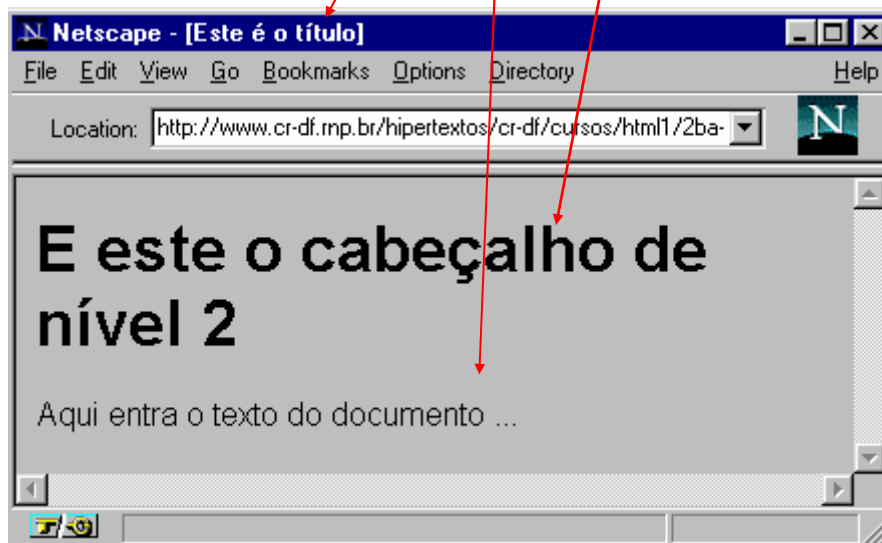 Netscape - [Este é o título]
File Edit View Go Bookmarks Options Directory Help
Location: http://www.cr-df.rnp.br/hipertextos/cr-df/cursos/html1/2ba-
N
E este o cabeçalho de
nível 2
Aqui entra o texto do documento ...